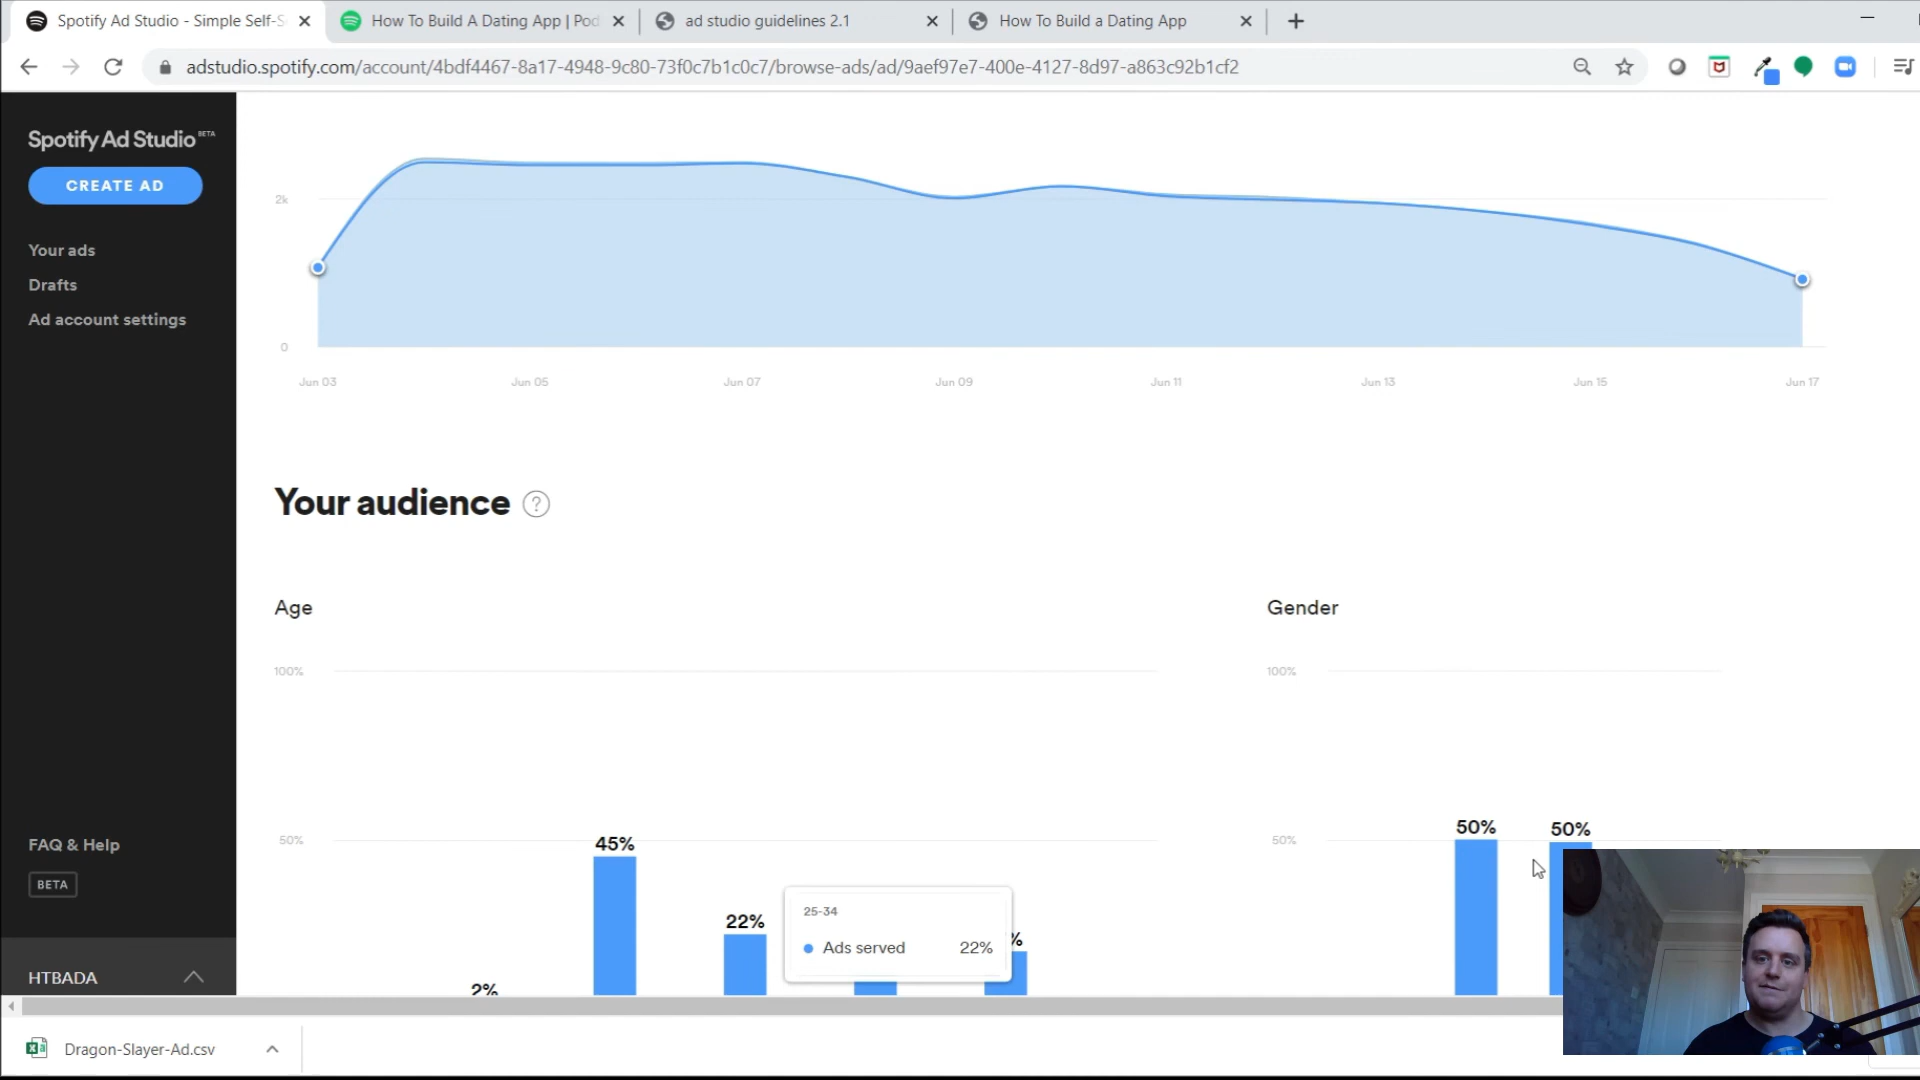 Spotify Ad Studio - Simple Self-S
How To Build A Dating App | Pod
ad studio guidelines 2.1
How To Build a Dating App
adstudio.spotify.com/account/4bdf4467-8a17-4948-9c80-73f0c7b1c0c7/browse-ads/ad/9aef97e7-400e-4127-8d97-a863c92b1cf2
Spotify Ad Studio BETA
CREATE AD
Your ads
Drafts
Ad account settings
FAQ & Help
BETA
HTBADA
2k
0
Jun 03 Jun 05 Jun 07 Jun 09 Jun 11 Jun 13 Jun 15 Jun 17
Your audience ?
Age
100%
50%
2%
45%
22%
%
25-34
Ads served 22%
Gender
100%
50%
50%
50%
Dragon-Slayer-Ad.csv